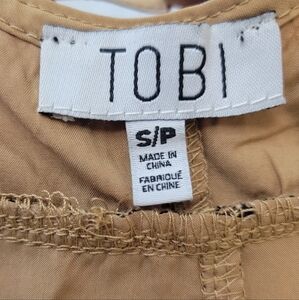 TOBI
S/P
MADE IN
CHINA
FABRIQUÉ
EN CHINE